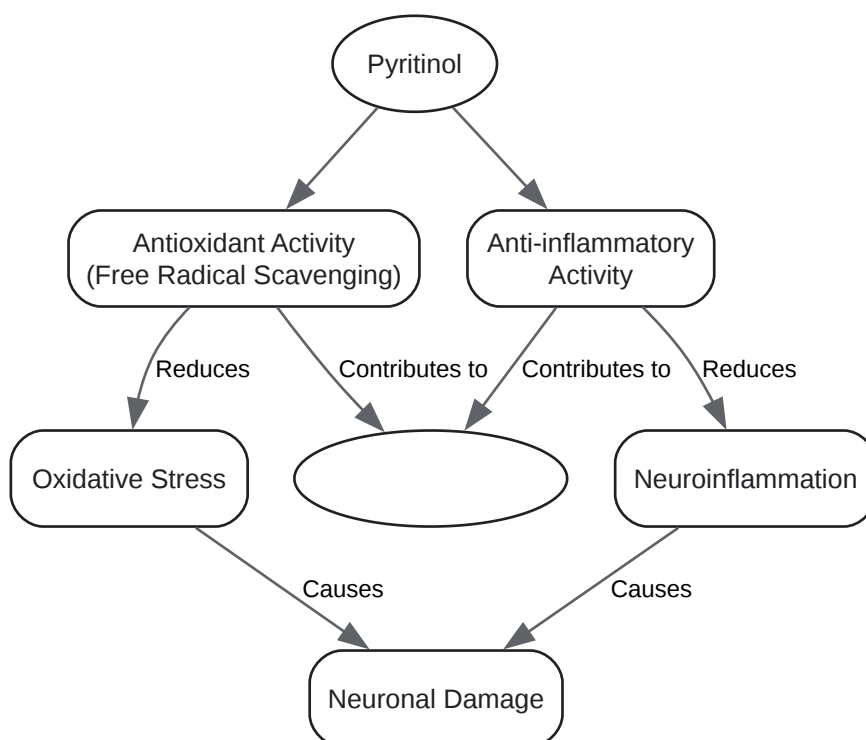 Pyritinol
Antioxidant Activity
(Free Radical Scavenging)
Anti-inflammatory
Activity
Reduces
Contributes to
Contributes to
Reduces
Oxidative Stress
Neuroinflammation
Causes
Causes
Neuronal Damage